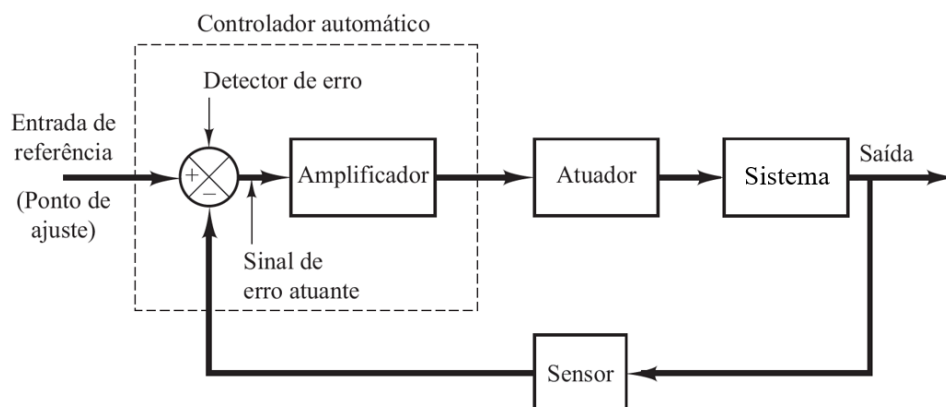 Controlador automático
Detector de erro
Entrada de
referência
(Ponto de
ajuste)
+
−
Amplificador
Atuador
Sistema
Saída
Sinal de
erro atuante
Sensor